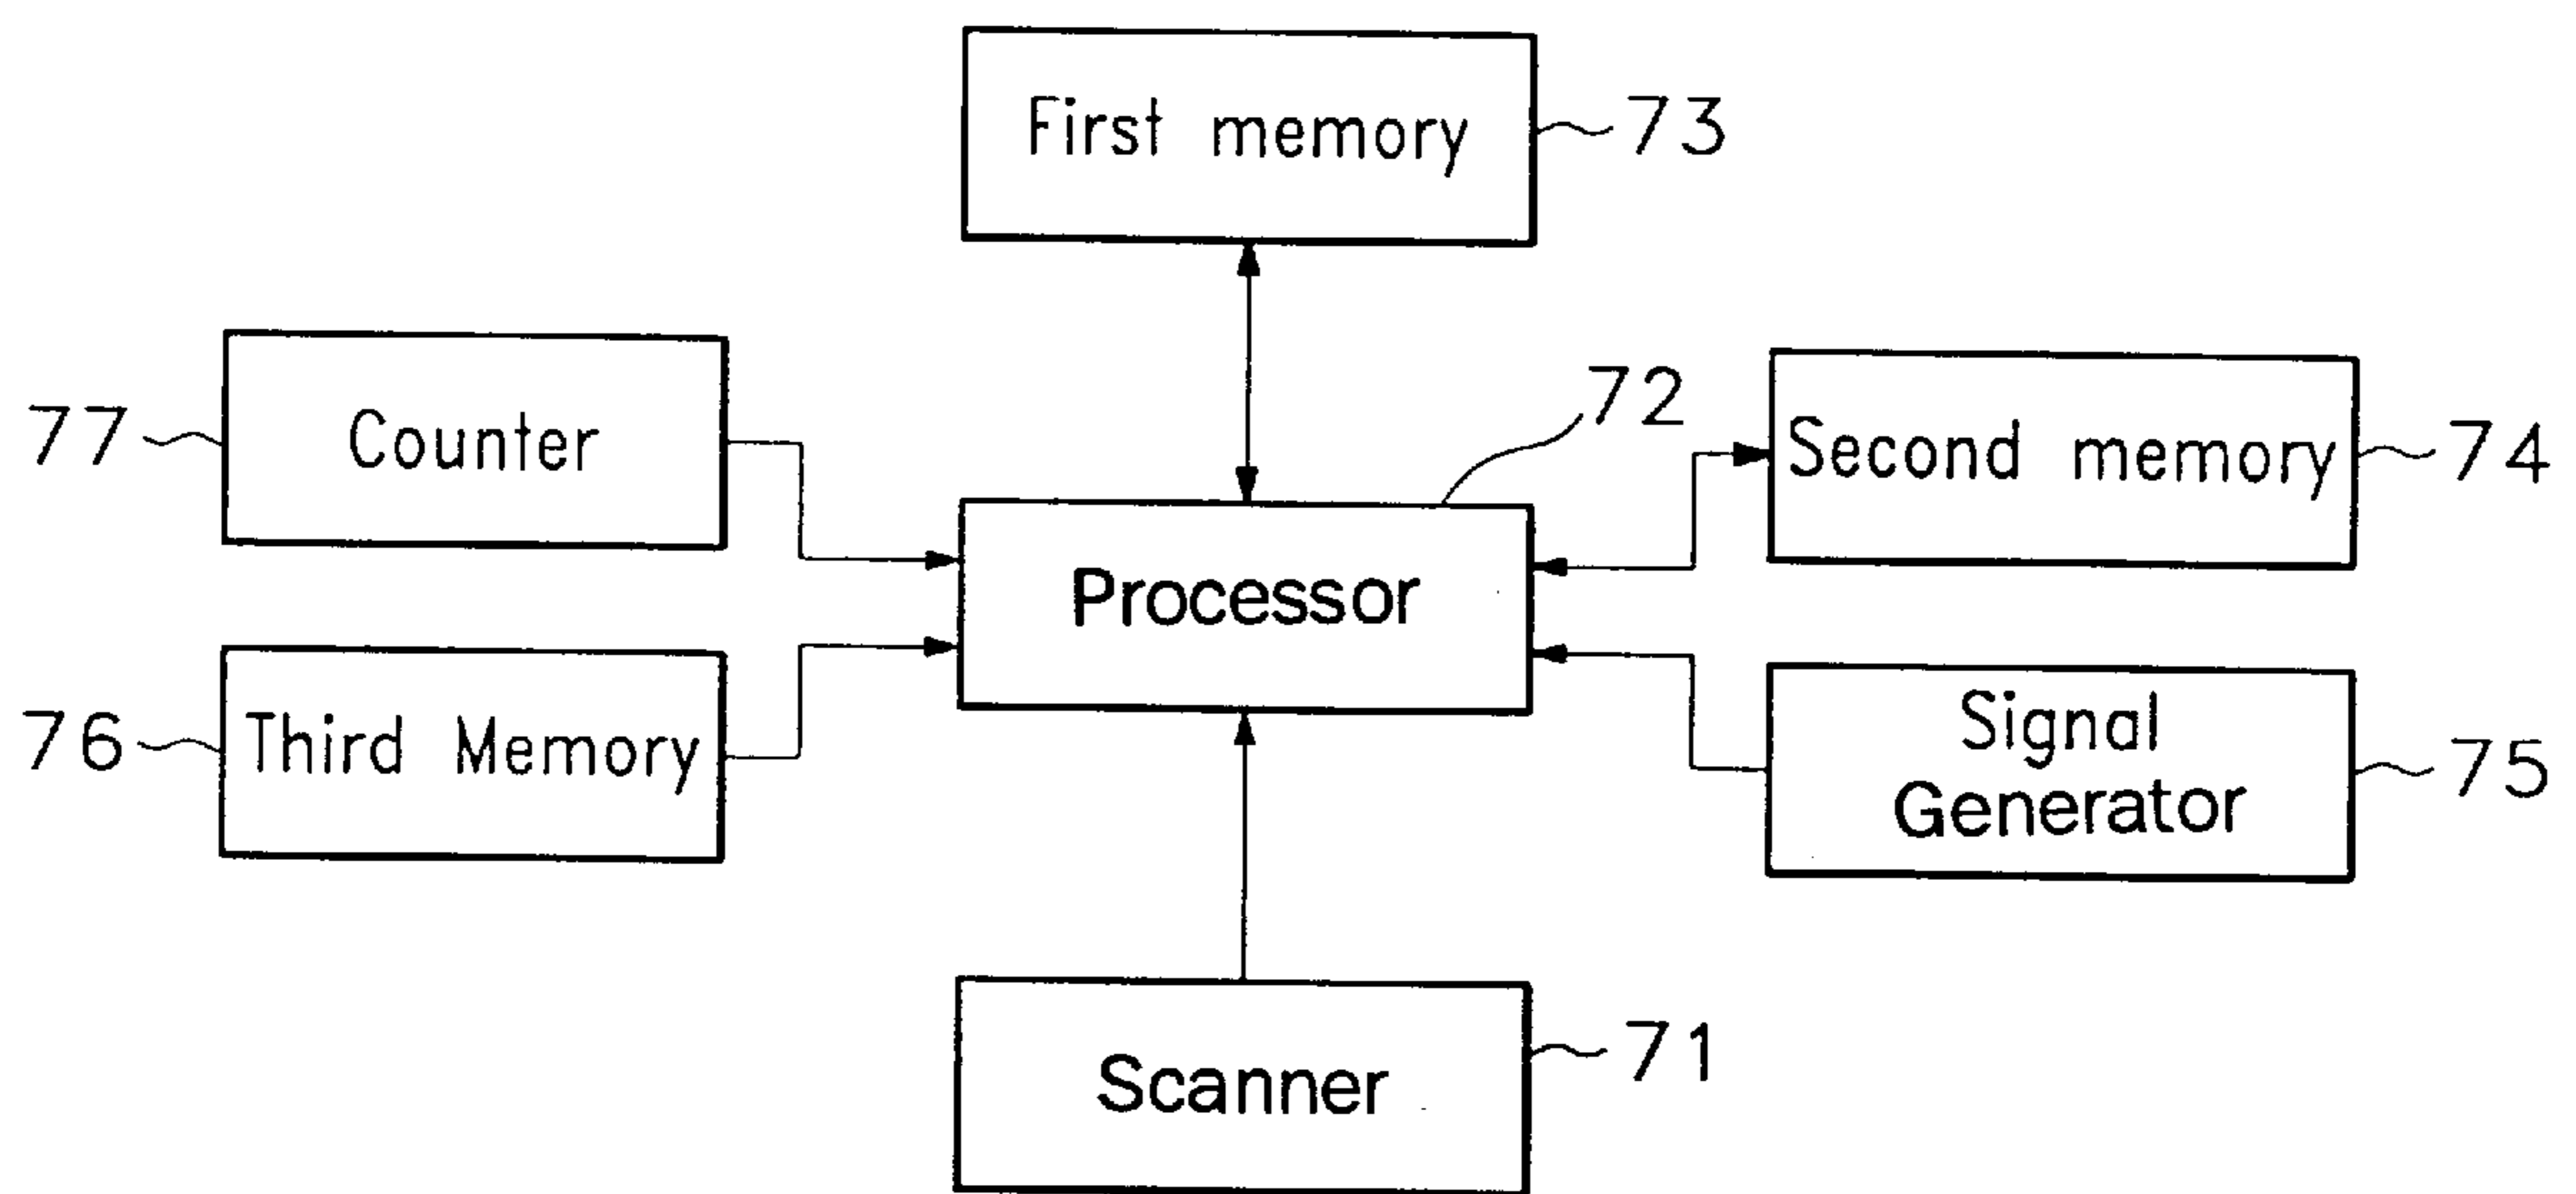 First memory
73
77
Counter
72
Second memory
74
Processor
76
Third Memory
Signal
Generator
75
Scanner
71